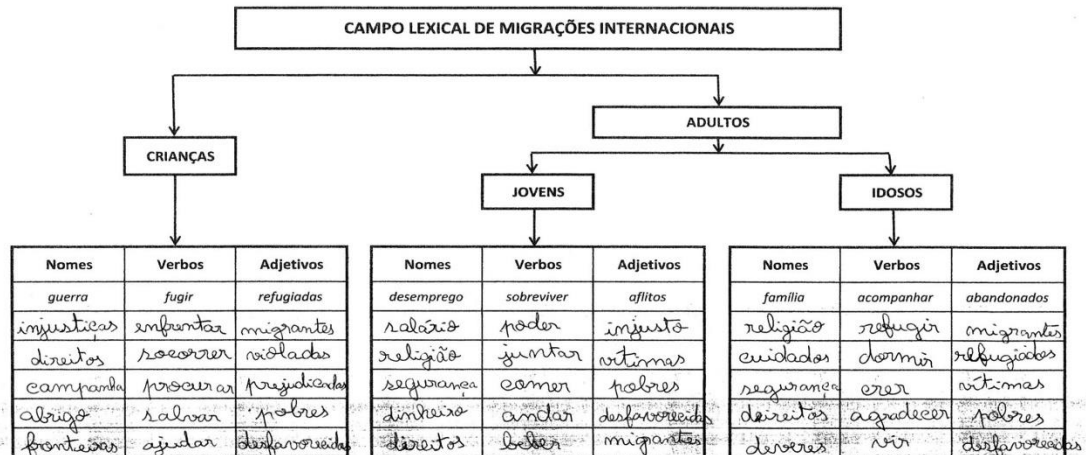 CAMPO LEXICAL DE MIGRAÇÕES INTERNACIONAIS
ADULTOS
CRIANÇAS
JOVENS IDOSOS
Nomes Verbos Adjetivos Nomes Verbos Adjetivos Nomes Verbos Adjetivos
guerra fugir refugiadas desemprego sobreviver aflitos família acompanhar abandonados
injustiças enfrentar migrantes salário poder injusto religião refugir migrantes
direitos socorrer violadas religião juntar vítimas cuidados dormir refugiados
campanha procurar prejudicadas segurança comer pobres segurança crer vítimas
abrigo salvar pobres dinheiro andar desfavorecidos direitos agradecer pobres
fronteiras ajudar desfavorecidas direitos beber migrantes deveres vir desfavorecidos